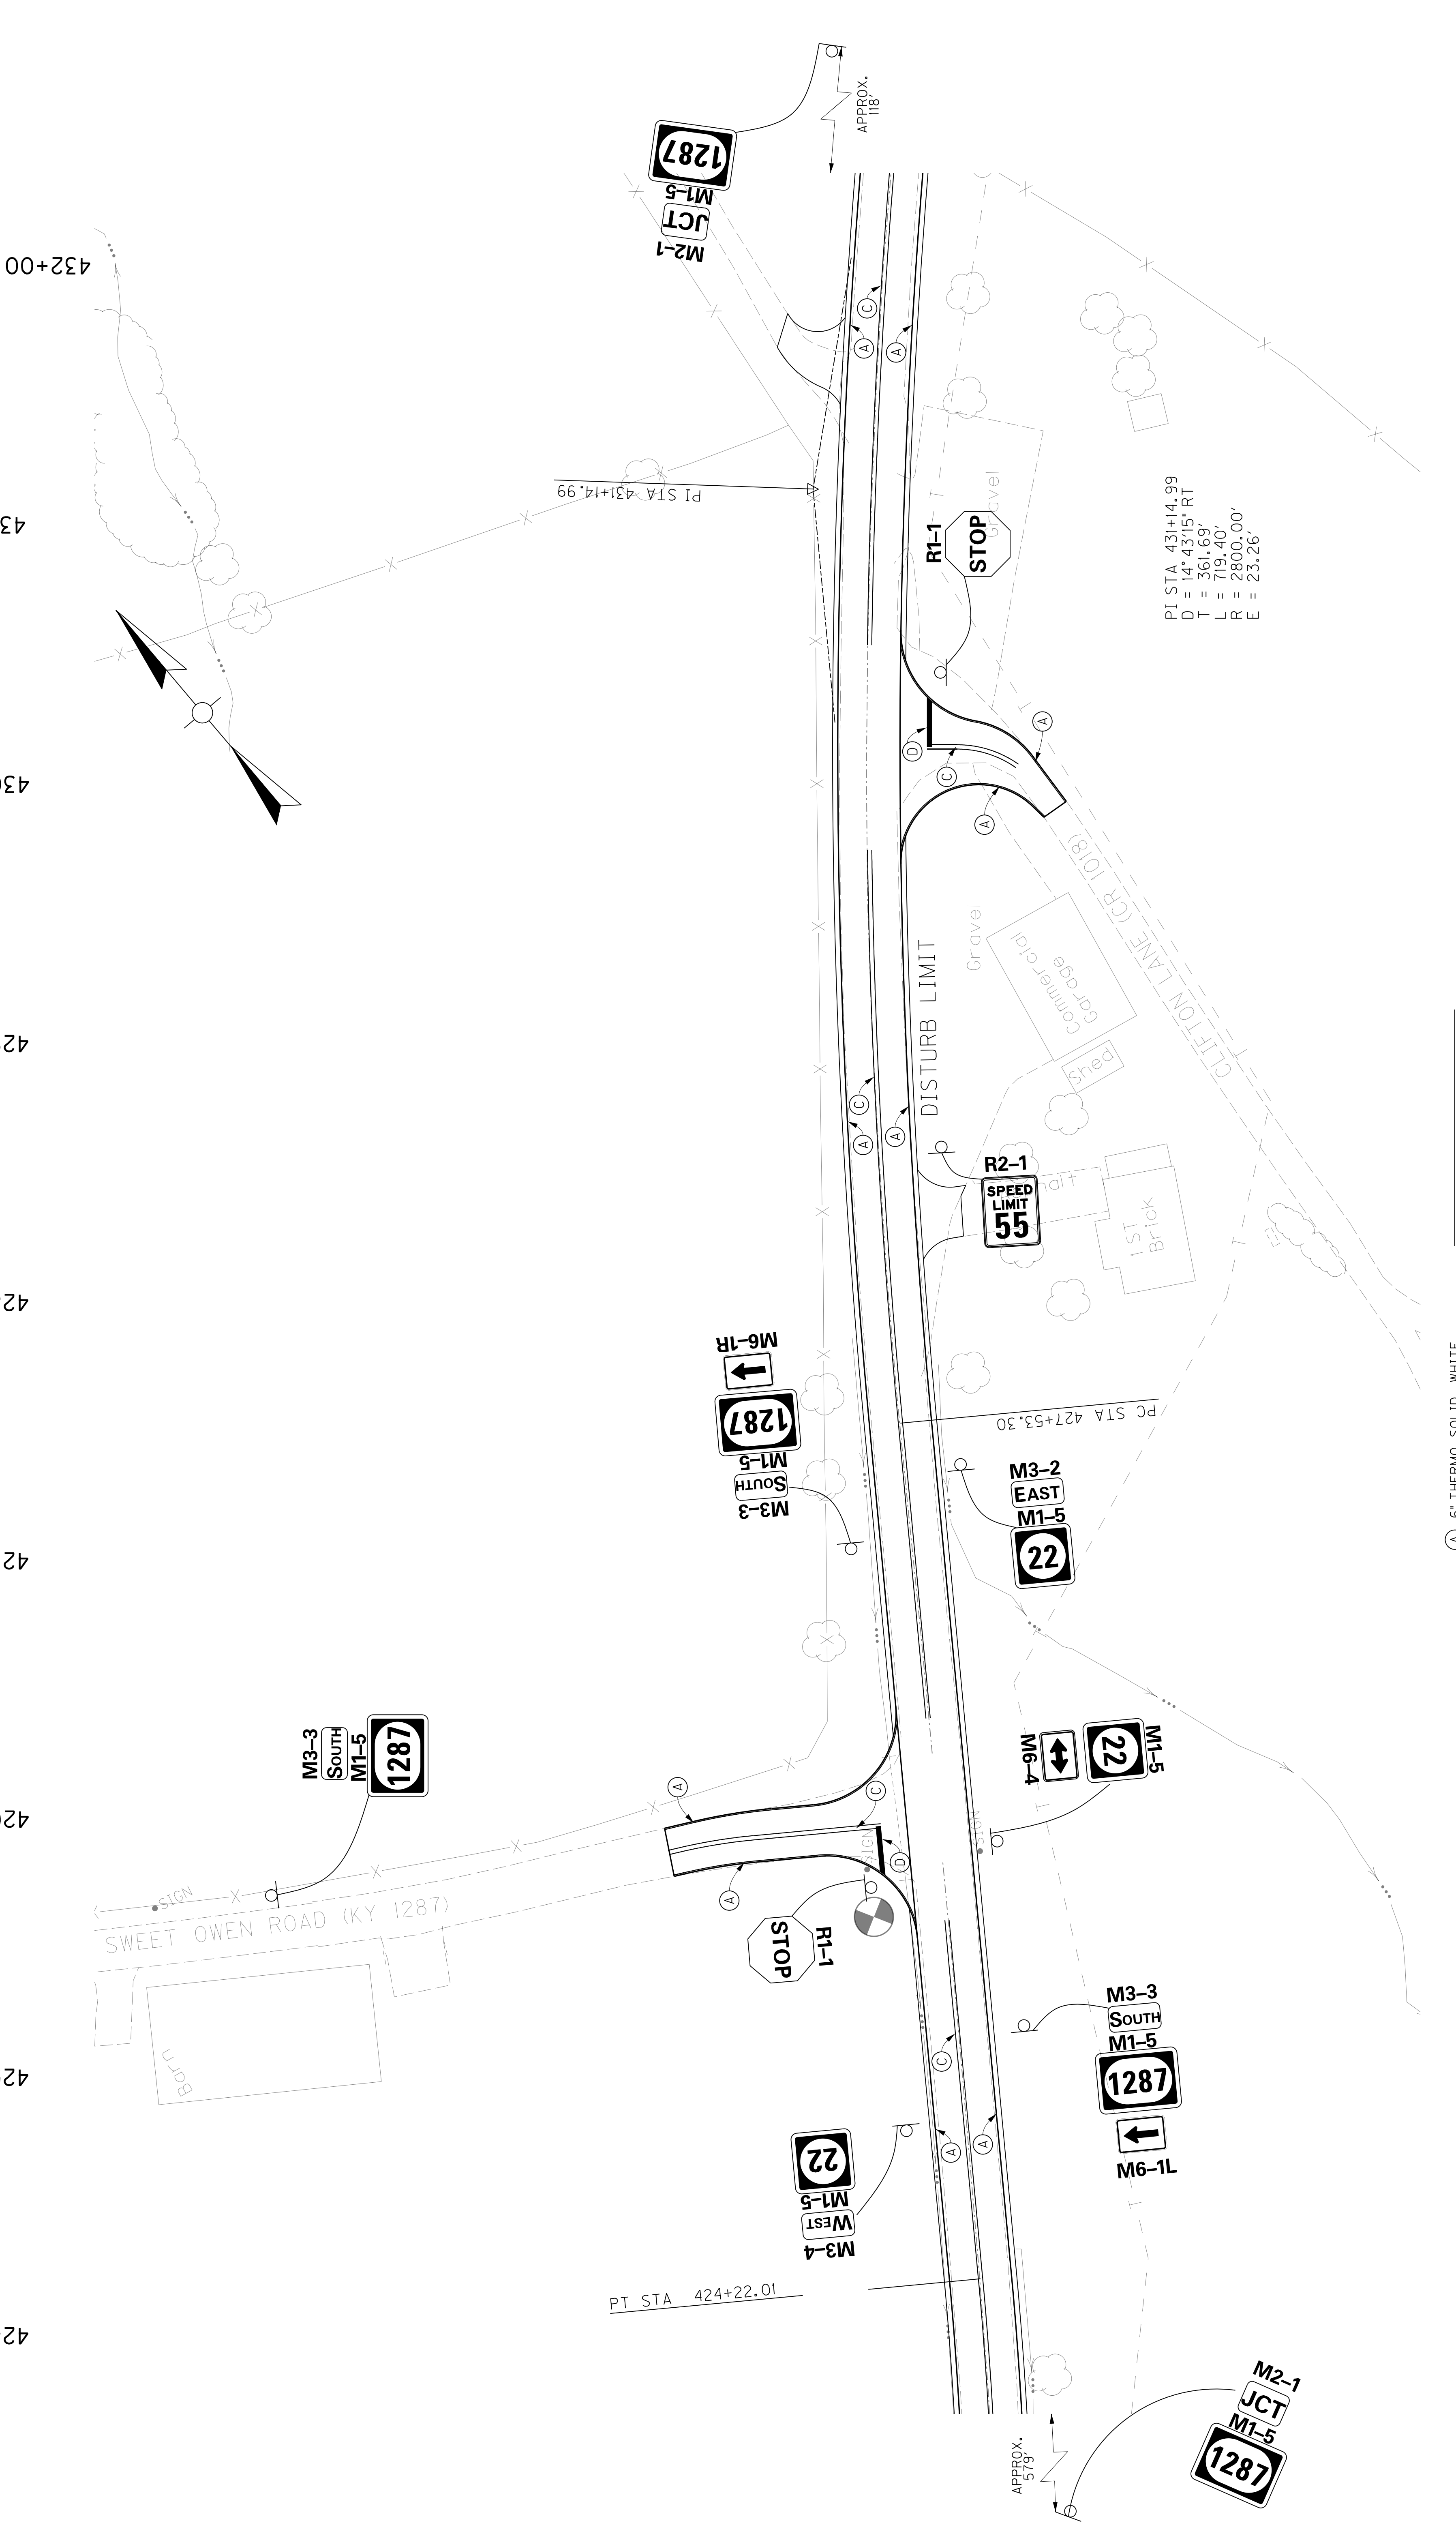 APPROX.
118'
1287
M1-5
JCT
M2-1
432+00
C
A
A
PI STA 431+14.99
Gravel
R1-1
STOP
PI STA 431+14.99
D = 14°43'15" RT
T = 361.69'
L = 719.40'
R = 2800.00'
E = 23.26'
A
D
C
A
CLIFTON LANE (CR 1018)
Gravel
Commercial
Garage
Shed
DISTURB LIMIT
C
A
A
R2-1
SPEED
LIMIT
55
1 ST
Brick
M6-1R
1287
M1-5
SOUTH
M3-3
PC STA 427+53.30
M3-2
EAST
M1-5
22
A 6" THERMO SOLID WHITE
M3-3
SOUTH
M1-5
1287
M6-4
22
M1-5
A
C
SIGN
SIGN
D
A
SIGN
SWEET OWEN ROAD (KY 1287)
STOP
R1-1
Barn
M3-3
SOUTH
M1-5
1287
M6-1L
C
A
A
22
M1-5
WEST
M3-4
PT STA 424+22.01
M2-1
JCT
M1-5
1287
APPROX.
579'